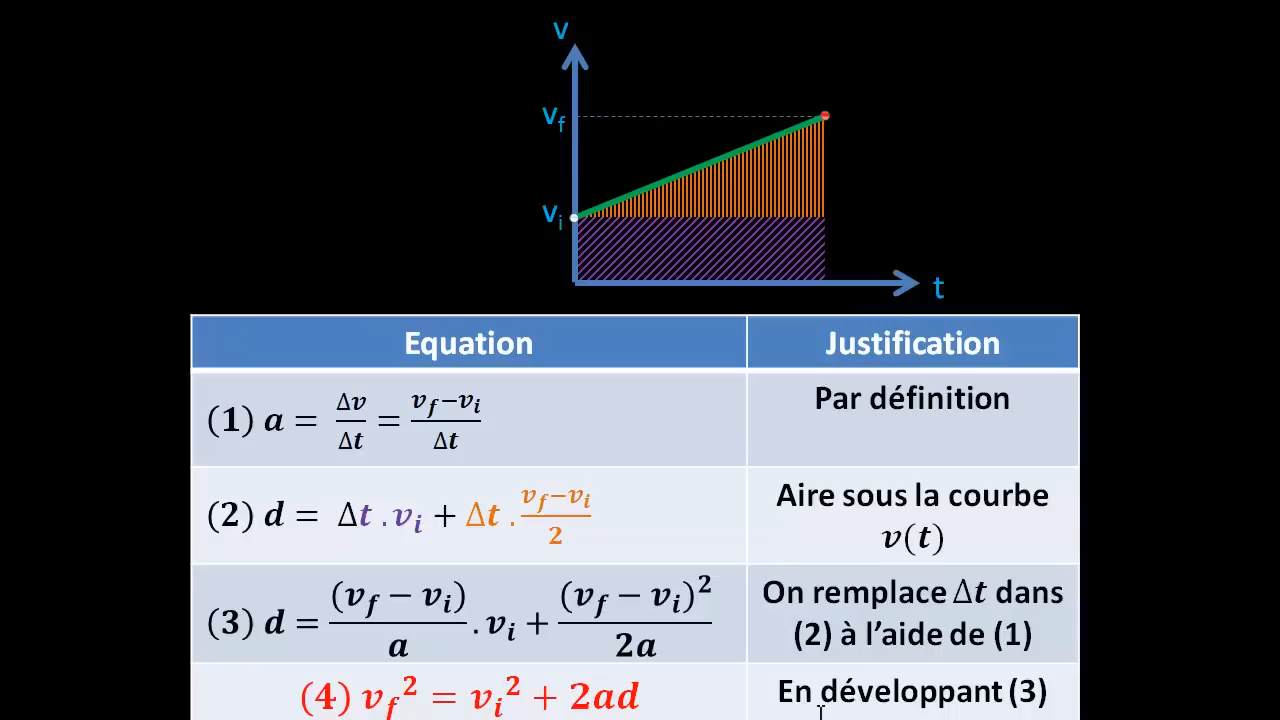 v
v_f
v_i
t
Equation
Justification
(1) a = Δv/Δt = (v_f−v_i)/Δt
Par définition
(2) d = Δt . v_i + Δt . (v_f−v_i)/2
Aire sous la courbe
v(t)
(3) d = (v_f − v_i)/a . v_i + (v_f − v_i)²/2a
On remplace Δt dans
(2) à l’aide de (1)
(4) v_f² = v_i² + 2ad
En développant (3)